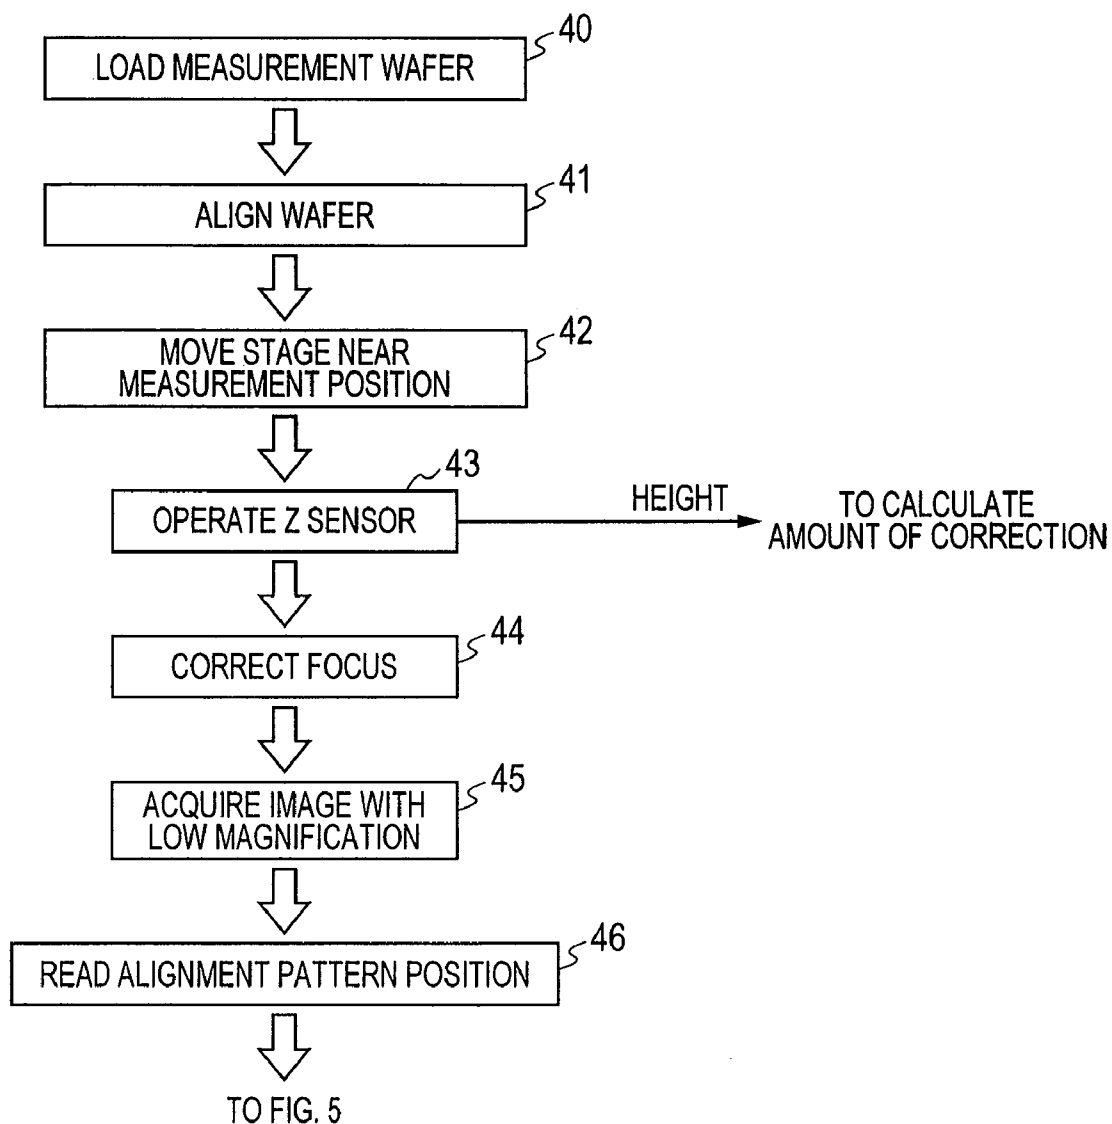 40
LOAD MEASUREMENT WAFER
41
ALIGN WAFER
42
MOVE STAGE NEAR
MEASUREMENT POSITION
43
OPERATE Z SENSOR
HEIGHT
TO CALCULATE
AMOUNT OF CORRECTION
44
CORRECT FOCUS
45
ACQUIRE IMAGE WITH
LOW MAGNIFICATION
46
READ ALIGNMENT PATTERN POSITION
TO FIG. 5